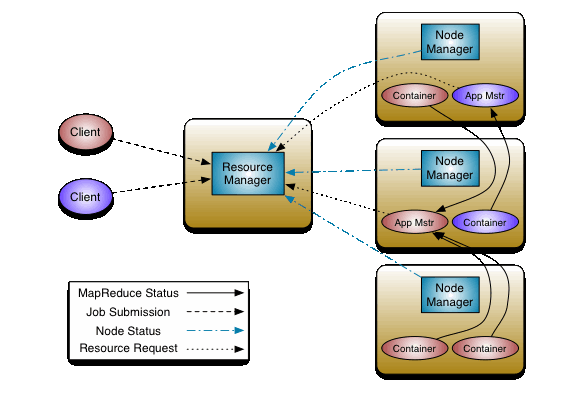 Node
Manager
Container
App Mstr
Client
Resource
Manager
Client
Node
Manager
App Mstr
Container
Node
Manager
Container
Container
MapReduce Status
Job Submission
Node Status
Resource Request